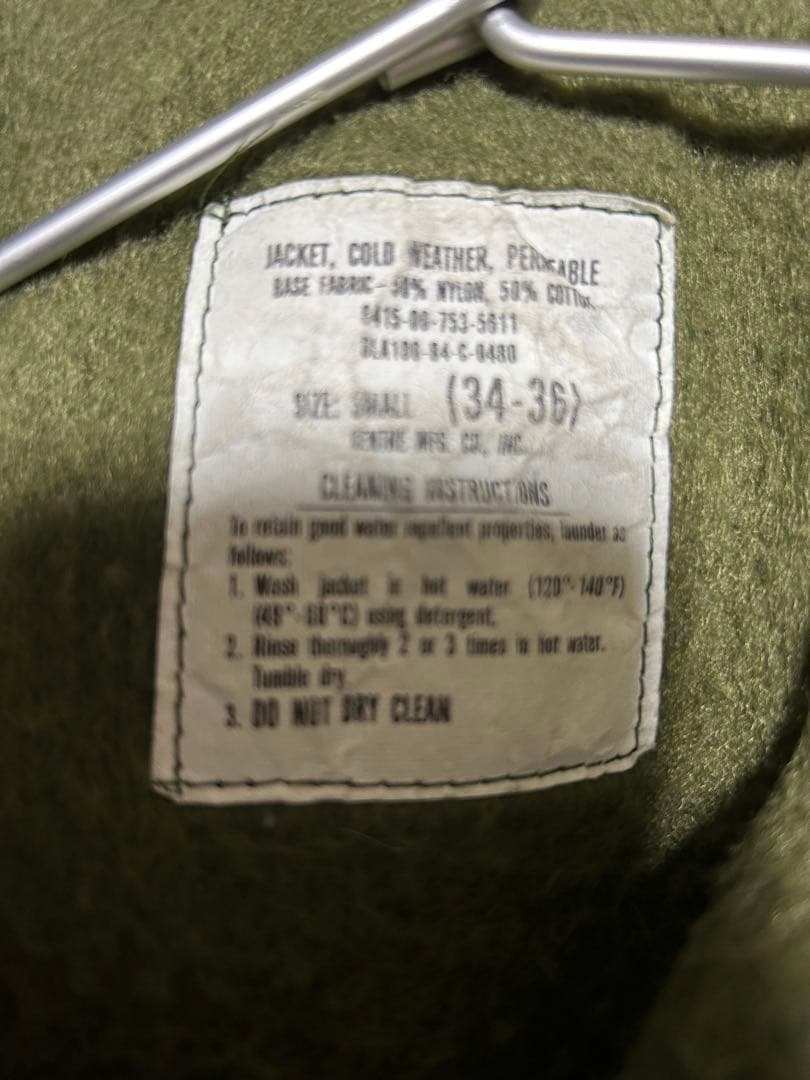 JACKET, COLD WEATHER, PERMEABLE
BASE FABRIC - 50% NYLON, 50% COTTON
8415-00-753-5611
DLA100-84-C-0480
SIZE: SMALL (34-36)
MFG. CO., INC.
CLEANING INSTRUCTIONS
To retain good water repellent properties, launder as
follows:
1. Wash jacket in hot water (120°-140°F)
(49°-60°C) using detergent.
2. Rinse thoroughly 2 or 3 times in hot water.
Tumble dry
3. DO NOT DRY CLEAN